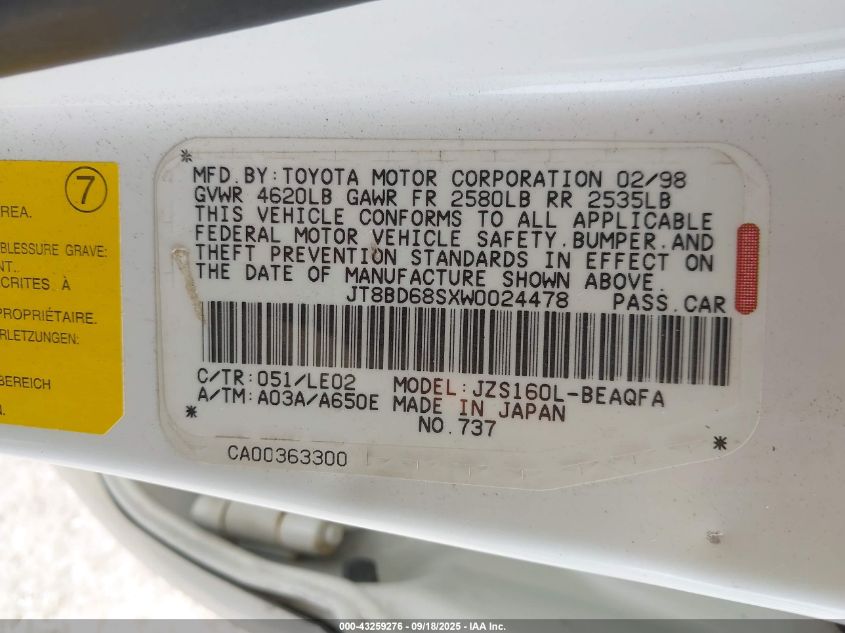 7
REA.
BLESSURE GRAVE:
NT..
CRITES À
PROPRIÉTAIRE.
RLETZUNGEN:
BEREICH
N.
* MFD.BY:TOYOTA MOTOR CORPORATION 02/98
GVWR 4620LB GAWR FR 2580LB RR 2535LB
THIS VEHICLE CONFORMS TO ALL APPLICABLE
FEDERAL MOTOR VEHICLE SAFETY.BUMPER.AND
THEFT PREVENTION STANDARDS IN EFFECT ON
THE DATE OF MANUFACTURE SHOWN ABOVE.
JT8BD68SXW0024478 PASS.CAR
C/TR:051/LE02 MODEL:JZS160L-BEAQFA
* A/TM:A03A/A650E MADE IN JAPAN
NO.737 *
CA00363300
000-43259276 - 09/18/2025 - IAA Inc.